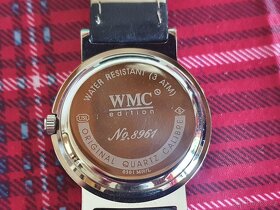 WATER RESISTANT (3 ATM)
WMC
edition
No. 8961
ORIGINAL QUARTZ CALIBRE